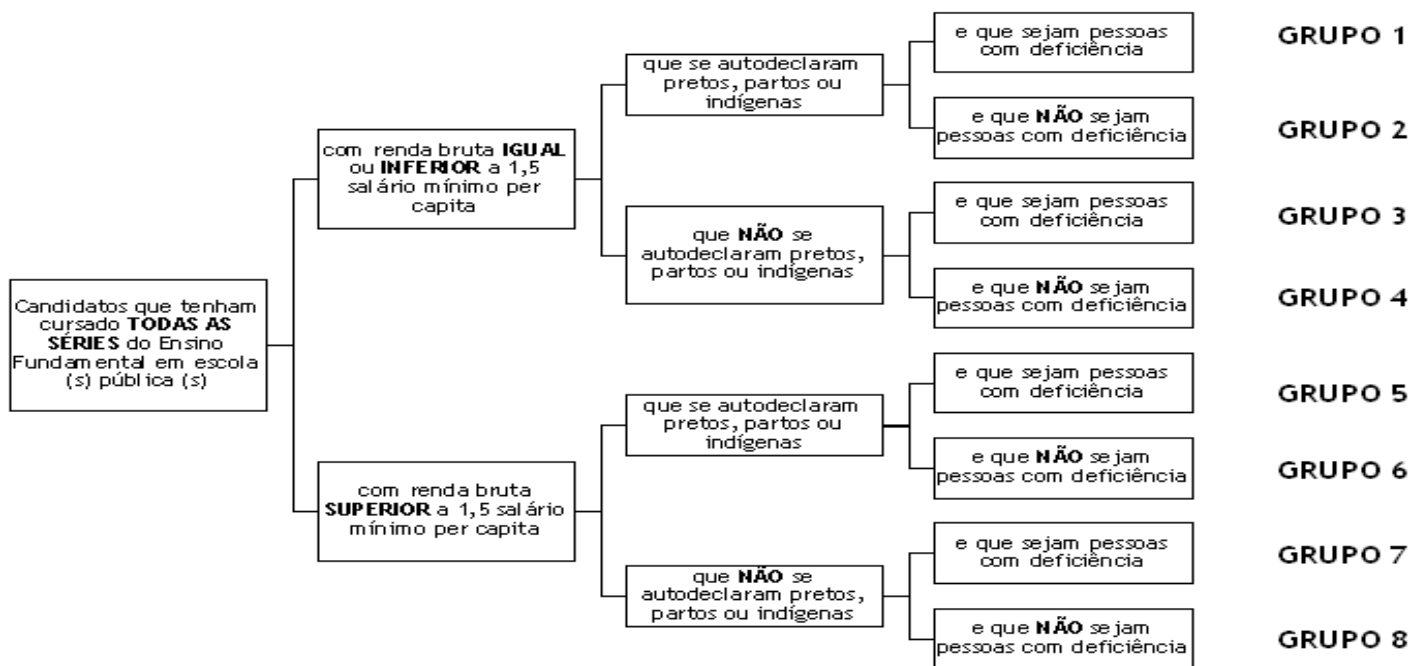 Candidatos que tenham
cursado TODAS AS
SÉRIES do Ensino
Fundamental em escola
(s) pública (s)
com renda bruta IGUAL
ou INFERIOR a 1,5
salário mínimo per
capita
que se autodeclaram
pretos, partos ou
indígenas
e que sejam pessoas
com deficiência
GRUPO 1
e que NÃO sejam
pessoas com deficiência
GRUPO 2
que NÃO se
autodeclaram pretos,
partos ou indígenas
e que sejam pessoas
com deficiência
GRUPO 3
e que NÃO sejam
pessoas com deficiência
GRUPO 4
com renda bruta
SUPERIOR a 1,5 salário
mínimo per capita
que se autodeclaram
pretos, partos ou
indígenas
e que sejam pessoas
com deficiência
GRUPO 5
e que NÃO sejam
pessoas com deficiência
GRUPO 6
que NÃO se
autodeclaram pretos,
partos ou indígenas
e que sejam pessoas
com deficiência
GRUPO 7
e que NÃO sejam
pessoas com deficiência
GRUPO 8